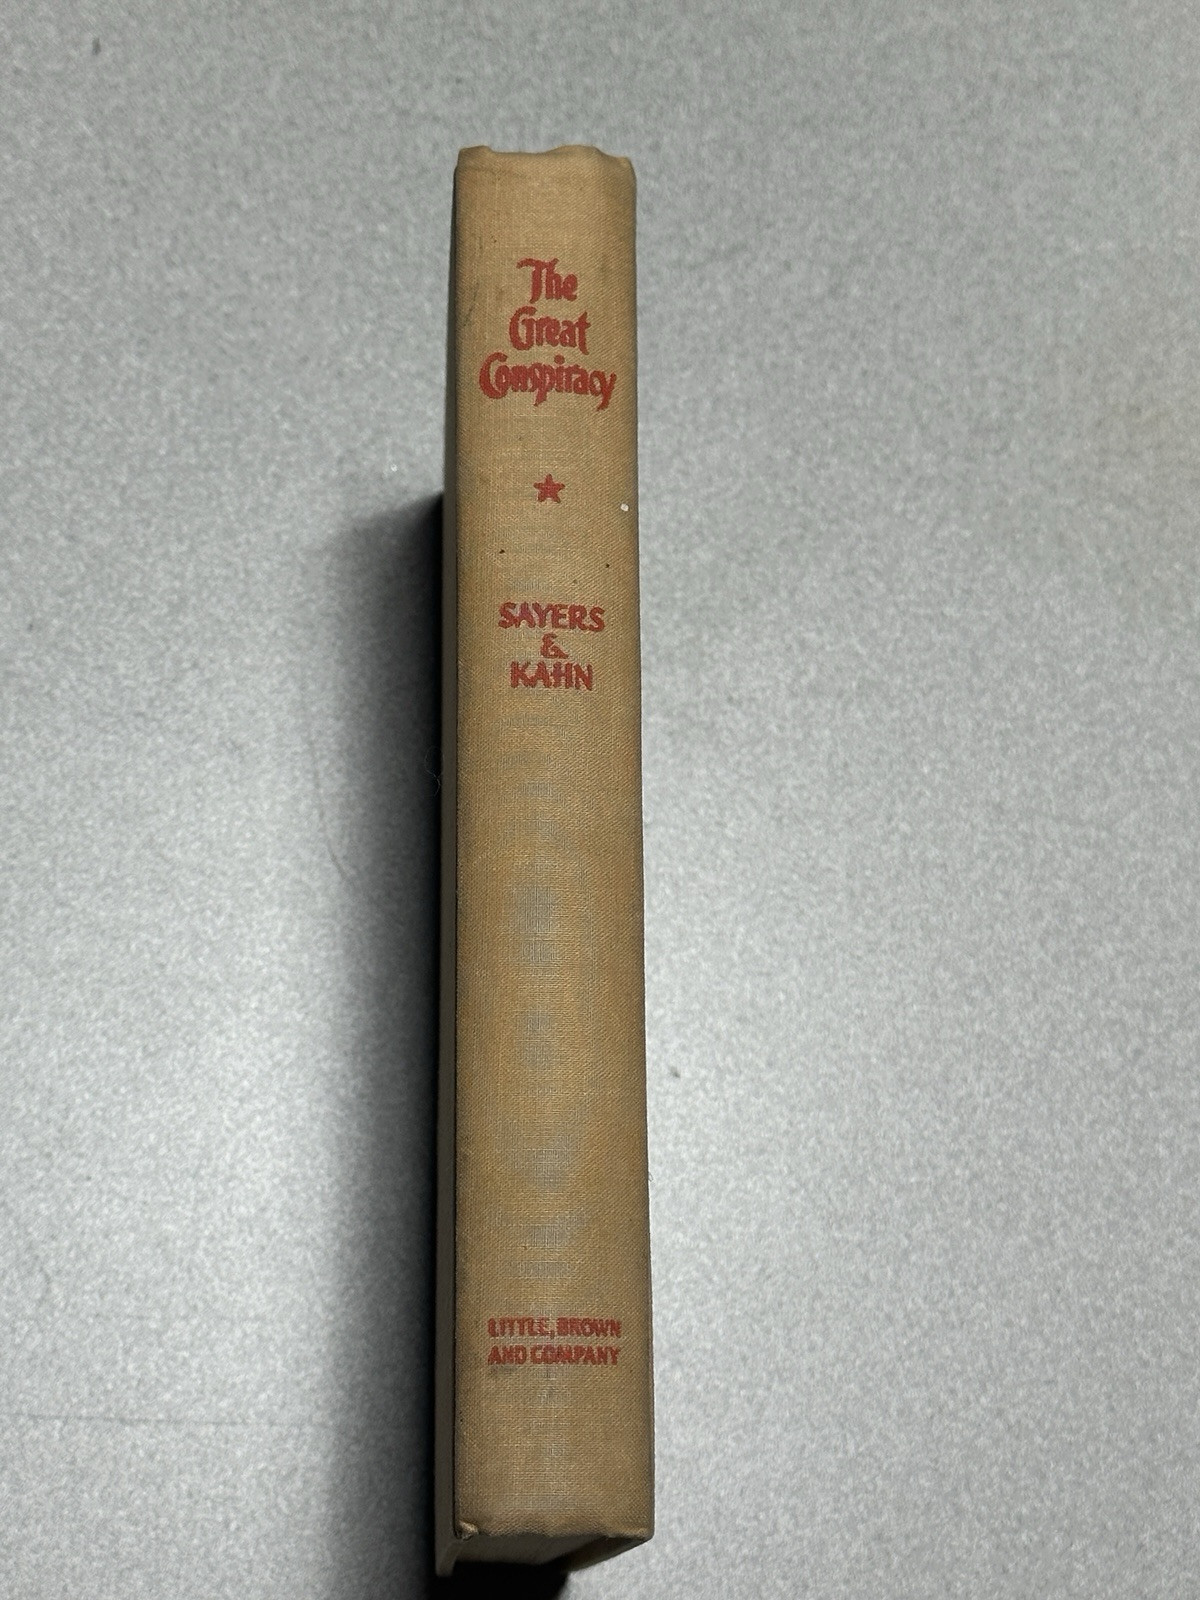 The
Great
Conspiracy
SAYERS
&
KAHN
LITTLE, BROWN
AND COMPANY